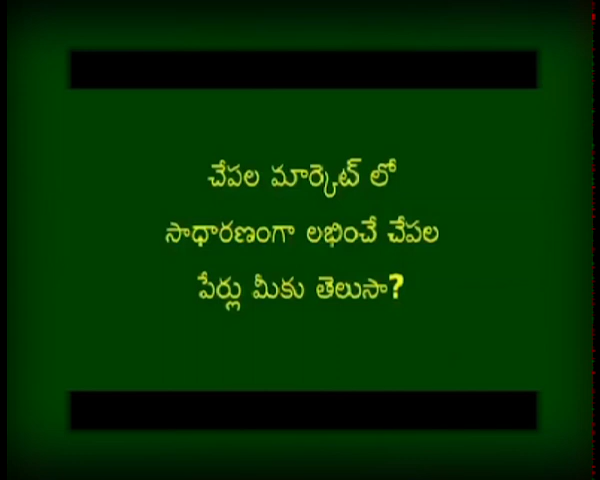 చేపల మార్కెట్ లో
సాధారణంగా లభించే చేపల
పేర్లు మీకు తెలుసా?